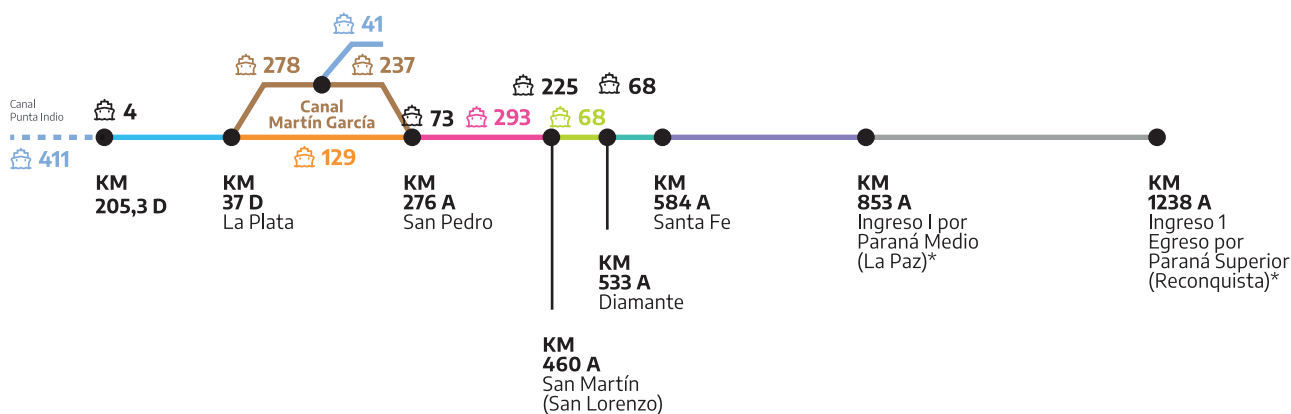 41
278
237
225
68
Canal
Punta Indio
4
Canal
Martín García
73
293
68
411
129
KM
205,3 D
KM
37 D
La Plata
KM
276 A
San Pedro
KM
584 A
Santa Fe
KM
853 A
Ingreso I por
Paraná Medio
(La Paz)*
KM
1238 A
Ingreso 1
Egreso por
Paraná Superior
(Reconquista)*
KM
533 A
Diamante
KM
460 A
San Martín
(San Lorenzo)